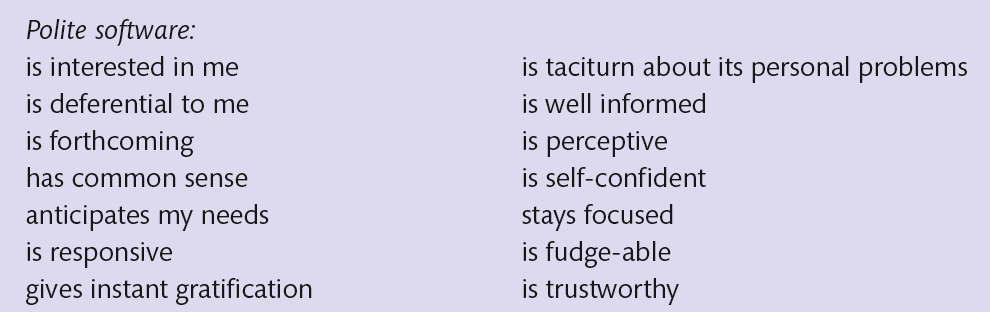 Polite software:
is interested in me
is deferential to me
is forthcoming
has common sense
anticipates my needs
is responsive
gives instant gratification
is taciturn about its personal problems
is well informed
is perceptive
is self-confident
stays focused
is fudge-able
is trustworthy